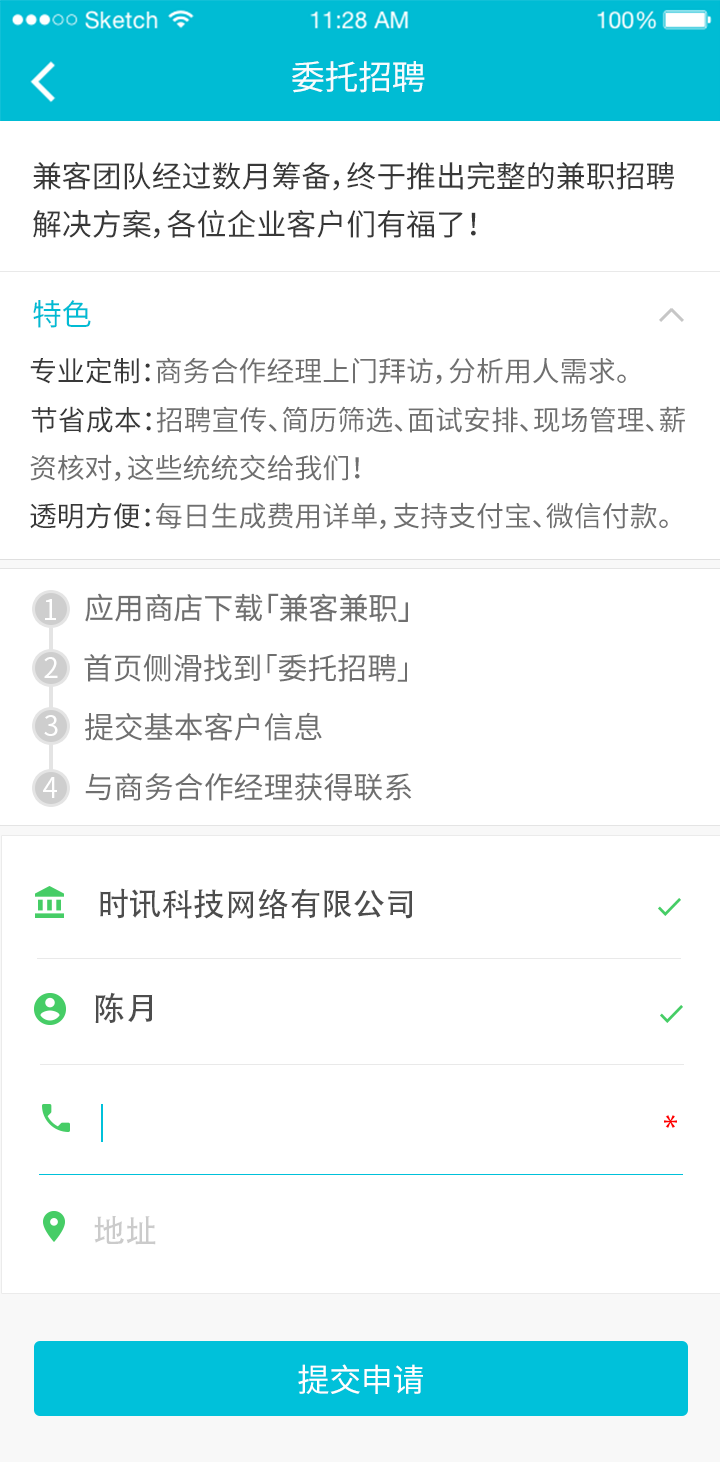 Sketch 11:28 AM 100%
委托招聘
兼客团队经过数月筹备,终于推出完整的兼职招聘
解决方案,各位企业客户们有福了!
特色
专业定制:商务合作经理上门拜访,分析用人需求。
节省成本:招聘宣传、简历筛选、面试安排、现场管理、薪
资核对,这些统统交给我们!
透明方便:每日生成费用详单,支持支付宝、微信付款。
1 应用商店下载「兼客兼职」
2 首页侧滑找到「委托招聘」
3 提交基本客户信息
4 与商务合作经理获得联系
时讯科技网络有限公司
陈月
*
地址
提交申请